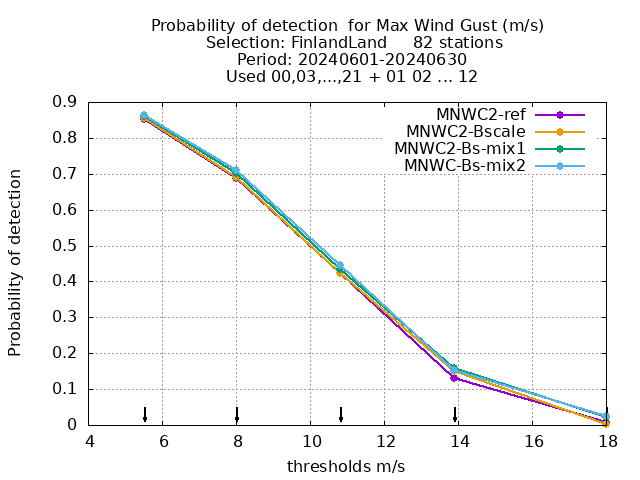 Probability of detection  for Max Wind Gust (m/s)
Selection: FinlandLand     82 stations
Period: 20240601-20240630
Used 00,03,...,21 + 01 02 ... 12
MNWC2-ref
MNWC2-Bscale
MNWC2-Bs-mix1
MNWC-Bs-mix2
Probability of detection
0.9
0.8
0.7
0.6
0.5
0.4
0.3
0.2
0.1
0
4 6 8 10 12 14 16 18
thresholds m/s